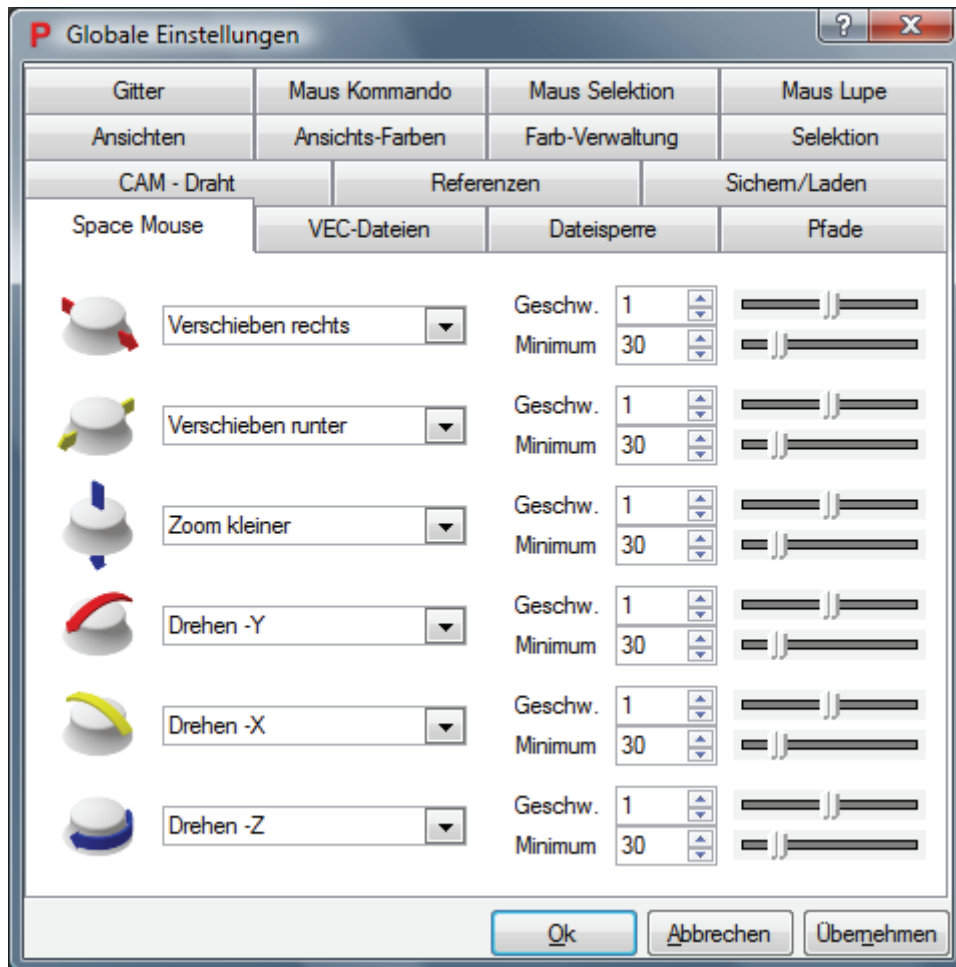 P Globale Einstellungen ? X
Gitter Maus Kommando Maus Selektion Maus Lupe
Ansichten Ansichts-Farben Farb-Verwaltung Selektion
CAM - Draht Referenzen Sichern/Laden
Space Mouse VEC-Dateien Dateisperre Pfade
Verschieben rechts
Geschw. 1
Minimum 30
Verschieben runter
Geschw. 1
Minimum 30
Zoom kleiner
Geschw. 1
Minimum 30
Drehen -Y
Geschw. 1
Minimum 30
Drehen -X
Geschw. 1
Minimum 30
Drehen -Z
Geschw. 1
Minimum 30
Ok Abbrechen Übernehmen